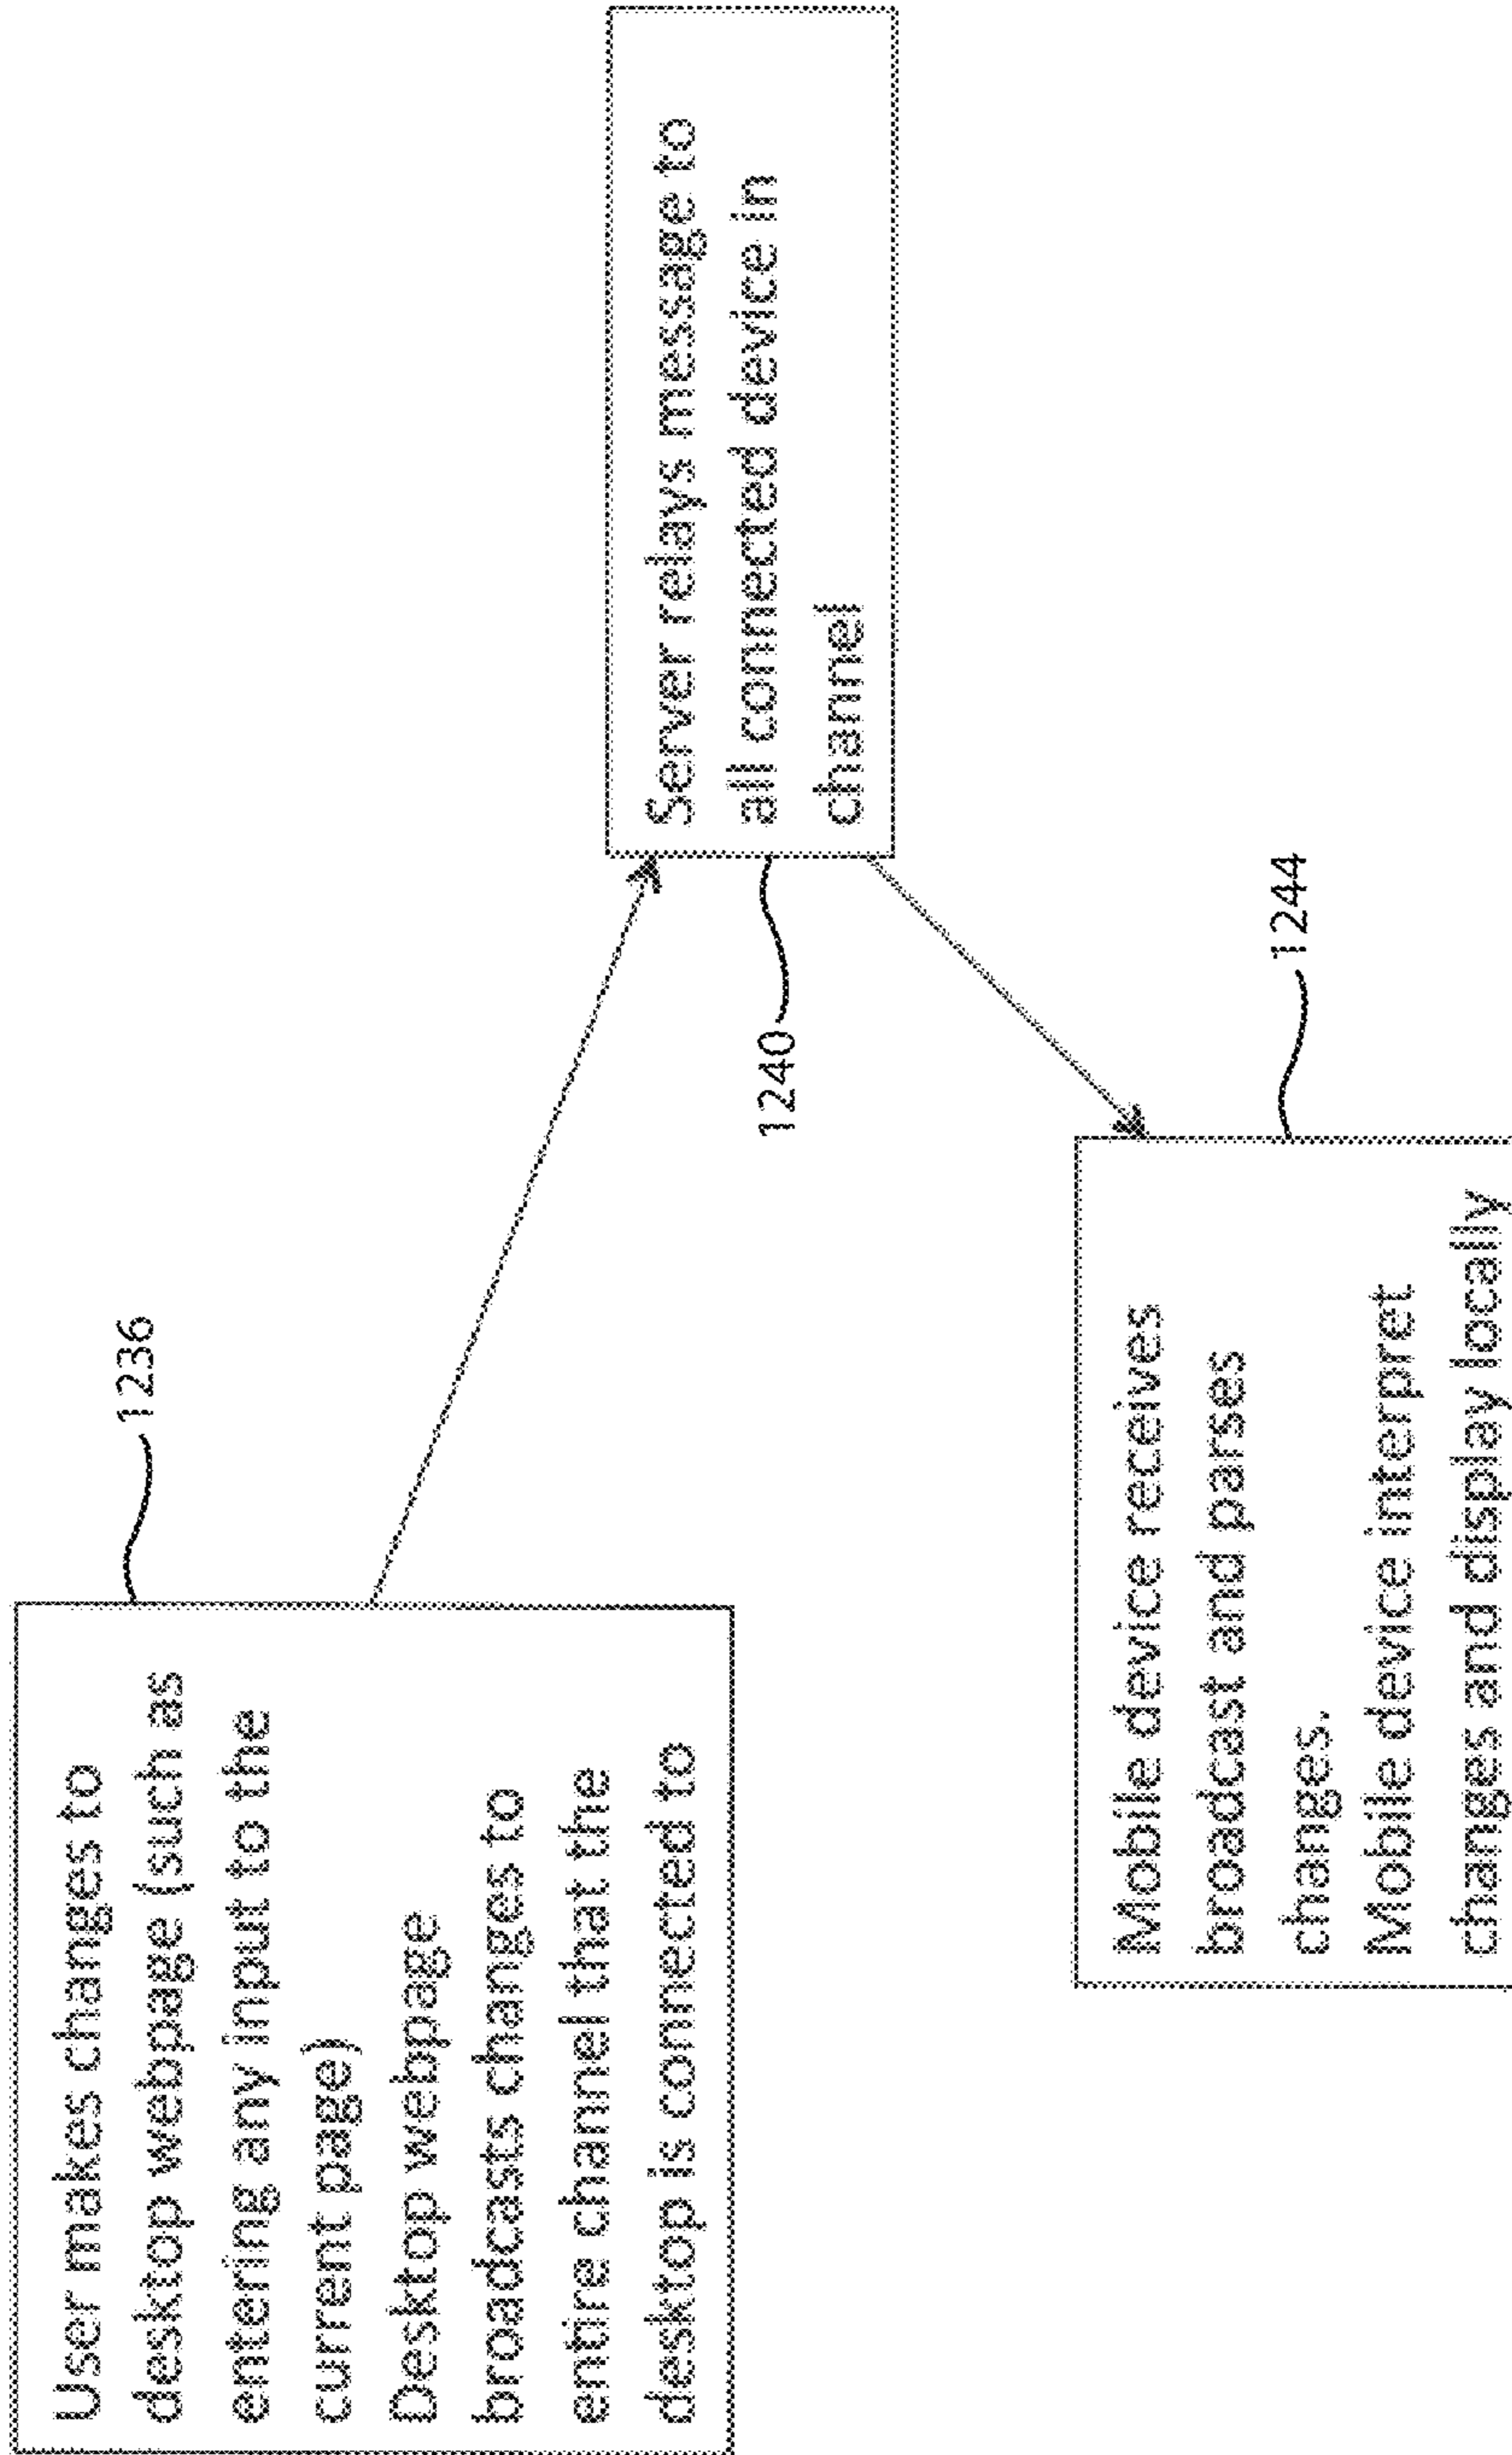 User makes changes to
desktop webpage (such as
entering any input to the
current page)
Desktop webpage
broadcasts changes to
entire channel that the
desktop is connected to
1236
Server relays message to
all connected device in
channel
1240
Mobile device receives
broadcast and parses
changes.
Mobile device interpret
changes and display locally
1244